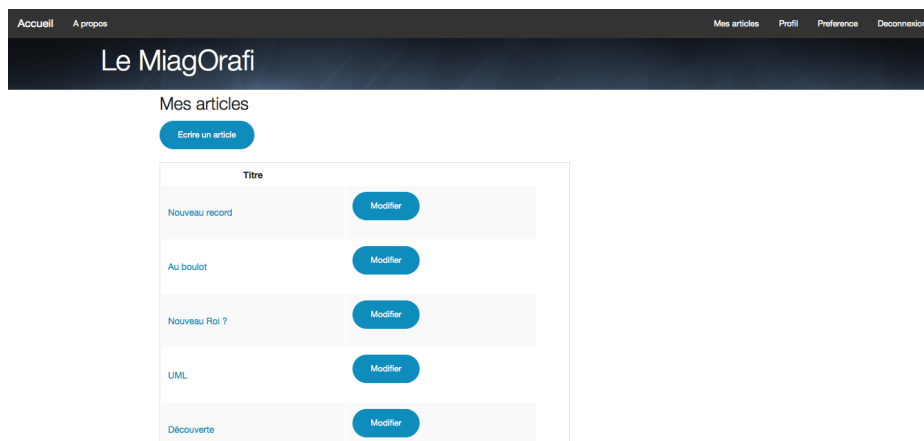 Accueil A propos Mes articles Profil Preference Deconnexion
Le MiagOrafi
Mes articles
Ecrire un article
Titre
Nouveau record Modifier
Au boulot Modifier
Nouveau Roi ? Modifier
UML Modifier
Découverte Modifier